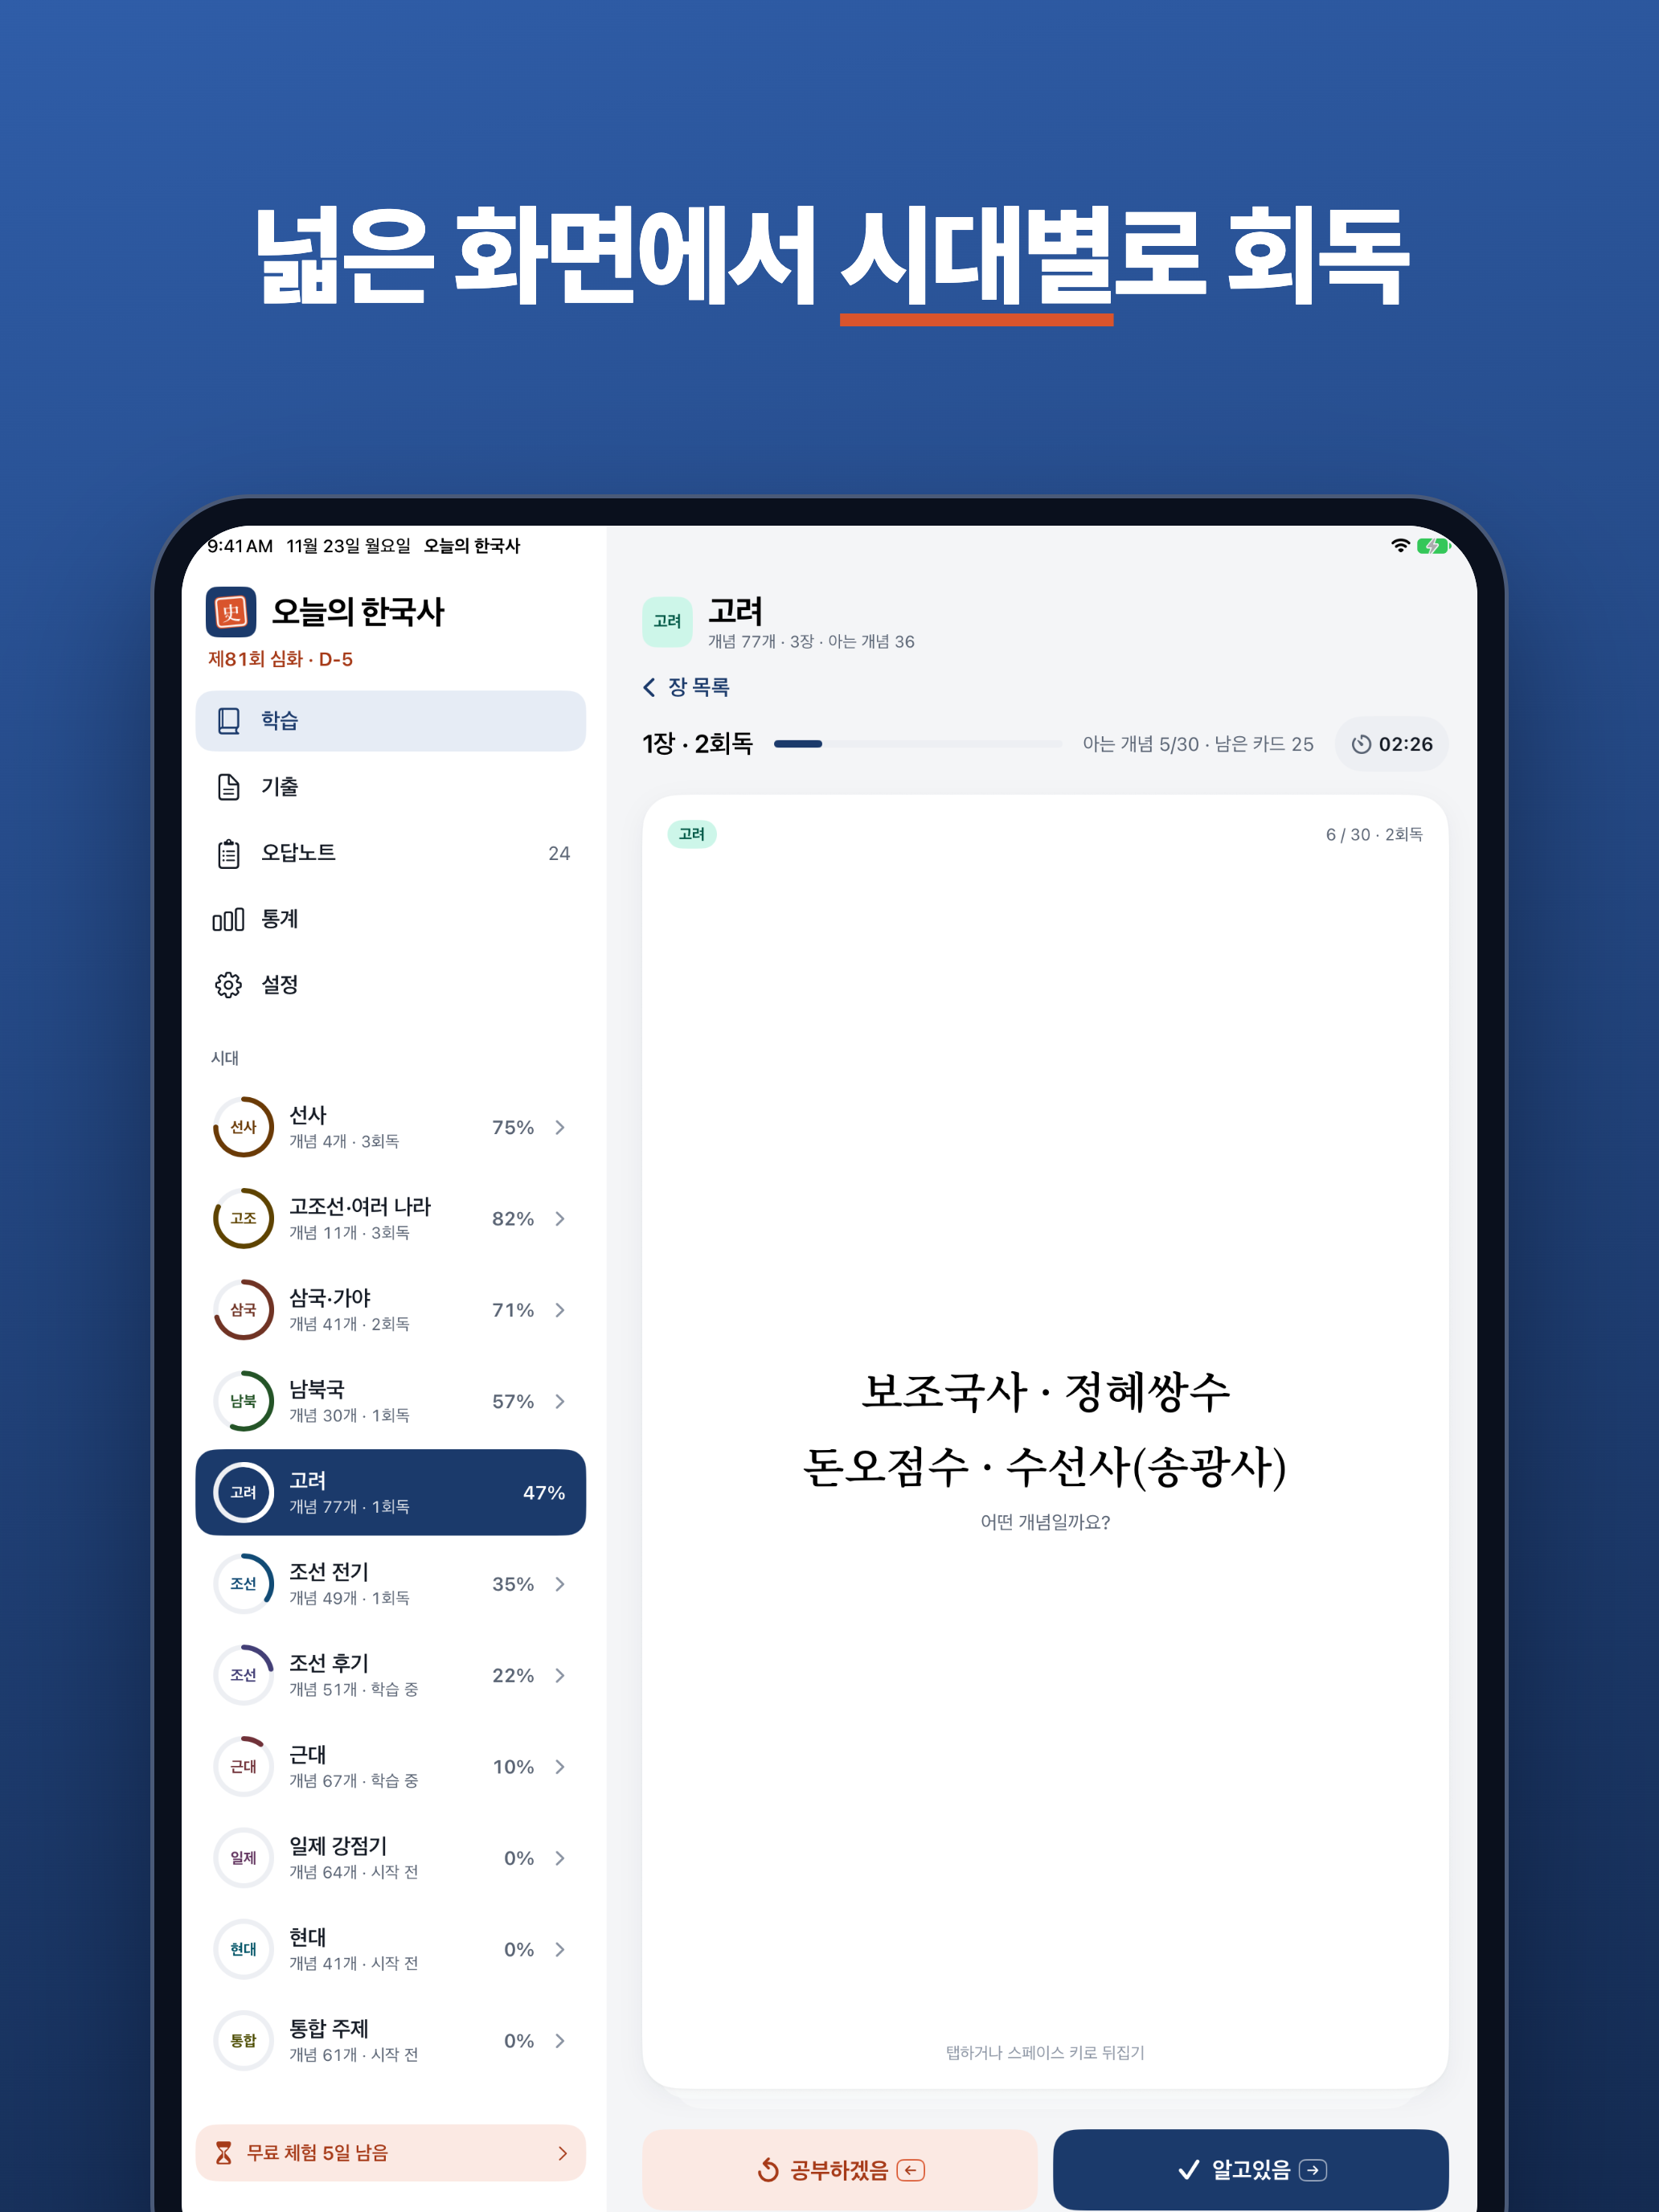 넓은 화면에서 시대별로 회독
9:41 AM 11월 23일 월요일 오늘의 한국사
史 오늘의 한국사
제81회 심화 · D-5
학습
기출
오답노트 24
통계
설정
시대
선사 선사 75%
개념 4개 · 3회독
고조 고조선·여러 나라 82%
개념 11개 · 3회독
삼국 삼국·가야 71%
개념 41개 · 2회독
남북 남북국 57%
개념 30개 · 1회독
고려 고려 47%
개념 77개 · 1회독
조선 조선 전기 35%
개념 49개 · 1회독
조선 조선 후기 22%
개념 51개 · 학습 중
근대 근대 10%
개념 67개 · 학습 중
일제 일제 강점기 0%
개념 64개 · 시작 전
현대 현대 0%
개념 41개 · 시작 전
통합 통합 주제 0%
개념 61개 · 시작 전
무료 체험 5일 남음
고려 고려
개념 77개 · 3장 · 아는 개념 36
장 목록
1장 · 2회독 아는 개념 5/30 · 남은 카드 25 02:26
고려 6 / 30 · 2회독
보조국사 · 정혜쌍수
돈오점수 · 수선사(송광사)
어떤 개념일까요?
탭하거나 스페이스 키로 뒤집기
공부하겠음 ←
알고있음 →